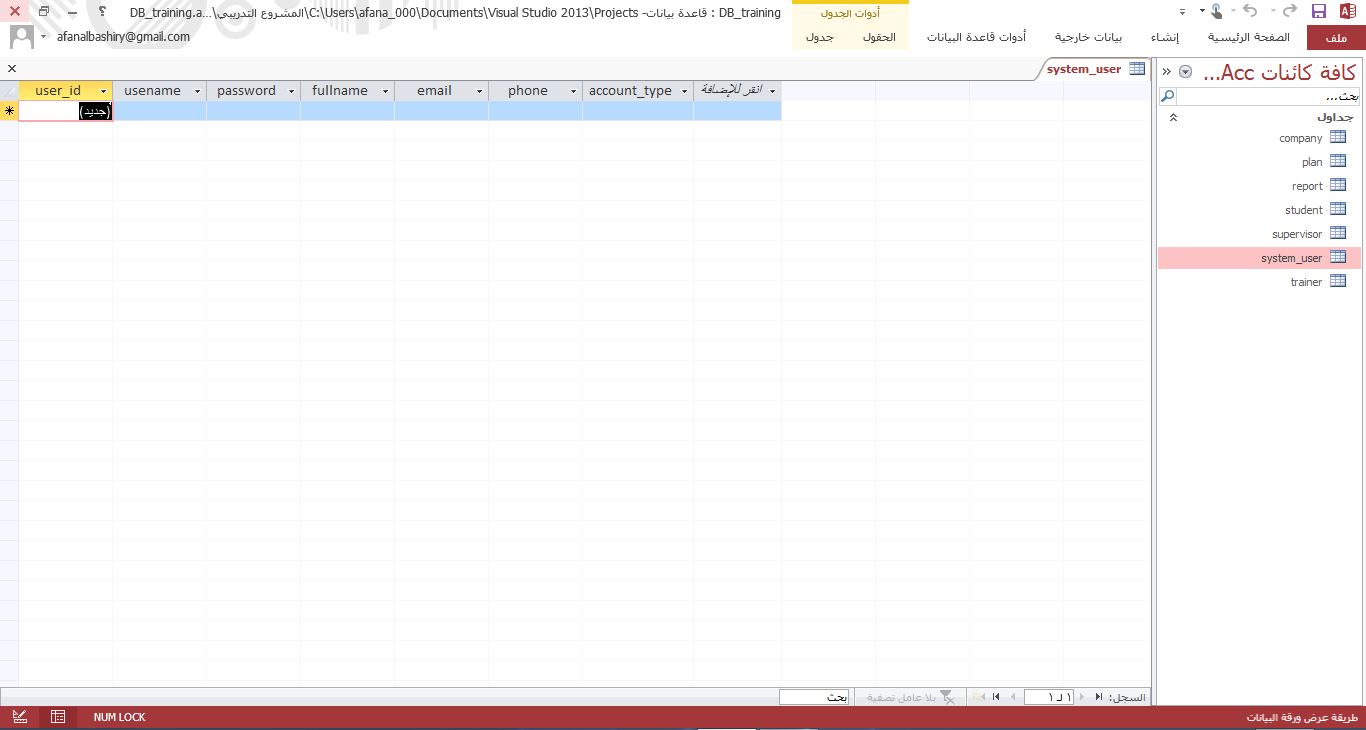 DB_training : قاعدة بيانات- C:\Users\afana_000\Documents\Visual Studio 2013\Projects\المشروع التدريبي\DB_training.a...
ملف
الصفحة الرئيسية
إنشاء
بيانات خارجية
أدوات قاعدة البيانات
أدوات الجدول
الحقول
جدول
afanalbashiry@gmail.com
كافة كائنات Acc...
بحث...
جداول
company
plan
report
student
supervisor
system_user
trainer
system_user
user_id usename password fullname email phone account_type انقر للإضافة
(جديد)
السجل: ١ لـ ١ بلا عامل تصفية بحث
طريقة عرض ورقة البيانات
NUM LOCK